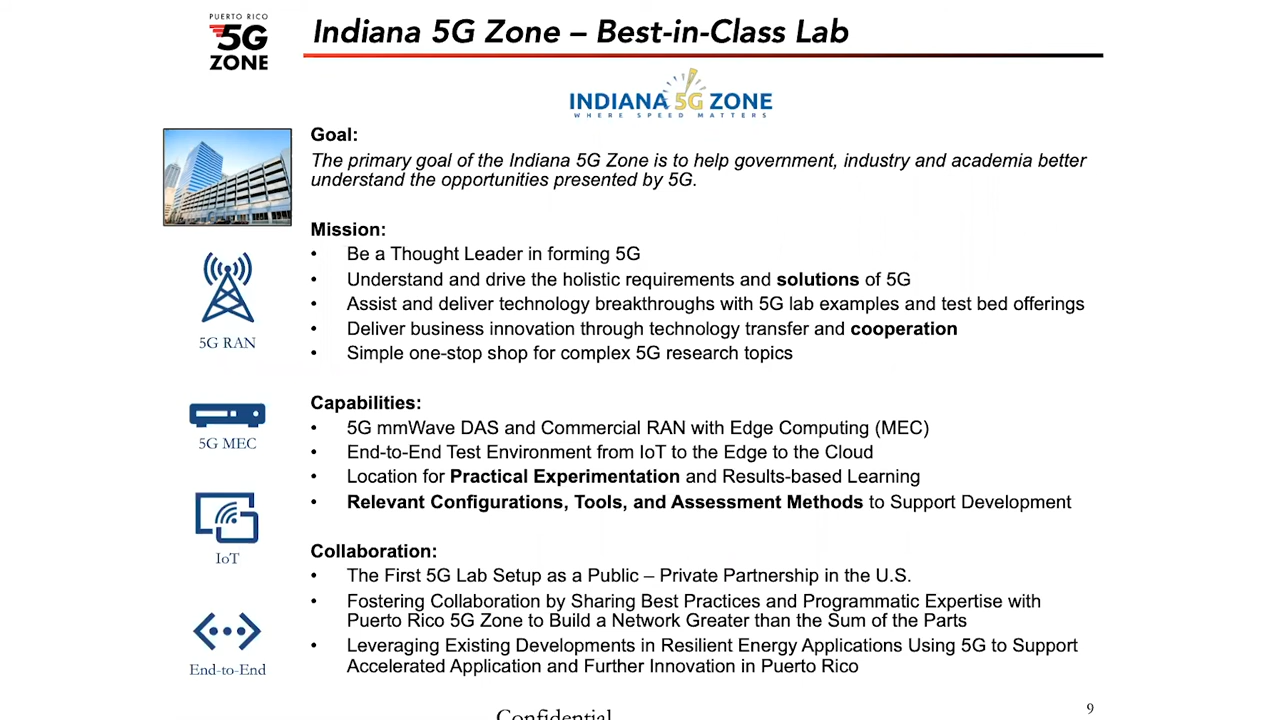 PUERTO RICO
5G
ZONE
Indiana 5G Zone – Best-in-Class Lab
INDIANA 5G ZONE
WHERE SPEED MATTERS
Goal:
The primary goal of the Indiana 5G Zone is to help government, industry and academia better
understand the opportunities presented by 5G.
Mission:
• Be a Thought Leader in forming 5G
• Understand and drive the holistic requirements and solutions of 5G
• Assist and deliver technology breakthroughs with 5G lab examples and test bed offerings
• Deliver business innovation through technology transfer and cooperation
• Simple one-stop shop for complex 5G research topics
5G RAN
Capabilities:
• 5G mmWave DAS and Commercial RAN with Edge Computing (MEC)
• End-to-End Test Environment from IoT to the Edge to the Cloud
• Location for Practical Experimentation and Results-based Learning
• Relevant Configurations, Tools, and Assessment Methods to Support Development
5G MEC
IoT
Collaboration:
• The First 5G Lab Setup as a Public – Private Partnership in the U.S.
• Fostering Collaboration by Sharing Best Practices and Programmatic Expertise with
Puerto Rico 5G Zone to Build a Network Greater than the Sum of the Parts
• Leveraging Existing Developments in Resilient Energy Applications Using 5G to Support
Accelerated Application and Further Innovation in Puerto Rico
End-to-End
Confidential
9